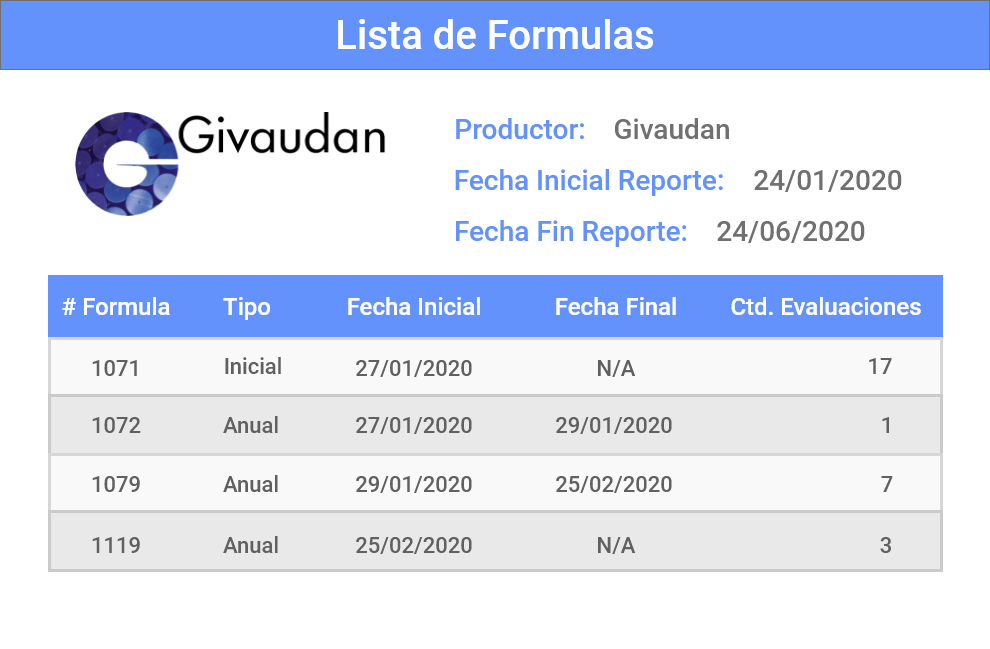 Lista de Formulas
Givaudan
Productor: Givaudan
Fecha Inicial Reporte: 24/01/2020
Fecha Fin Reporte: 24/06/2020
# Formula Tipo Fecha Inicial Fecha Final Ctd. Evaluaciones
1071 Inicial 27/01/2020 N/A 17
1072 Anual 27/01/2020 29/01/2020 1
1079 Anual 29/01/2020 25/02/2020 7
1119 Anual 25/02/2020 N/A 3